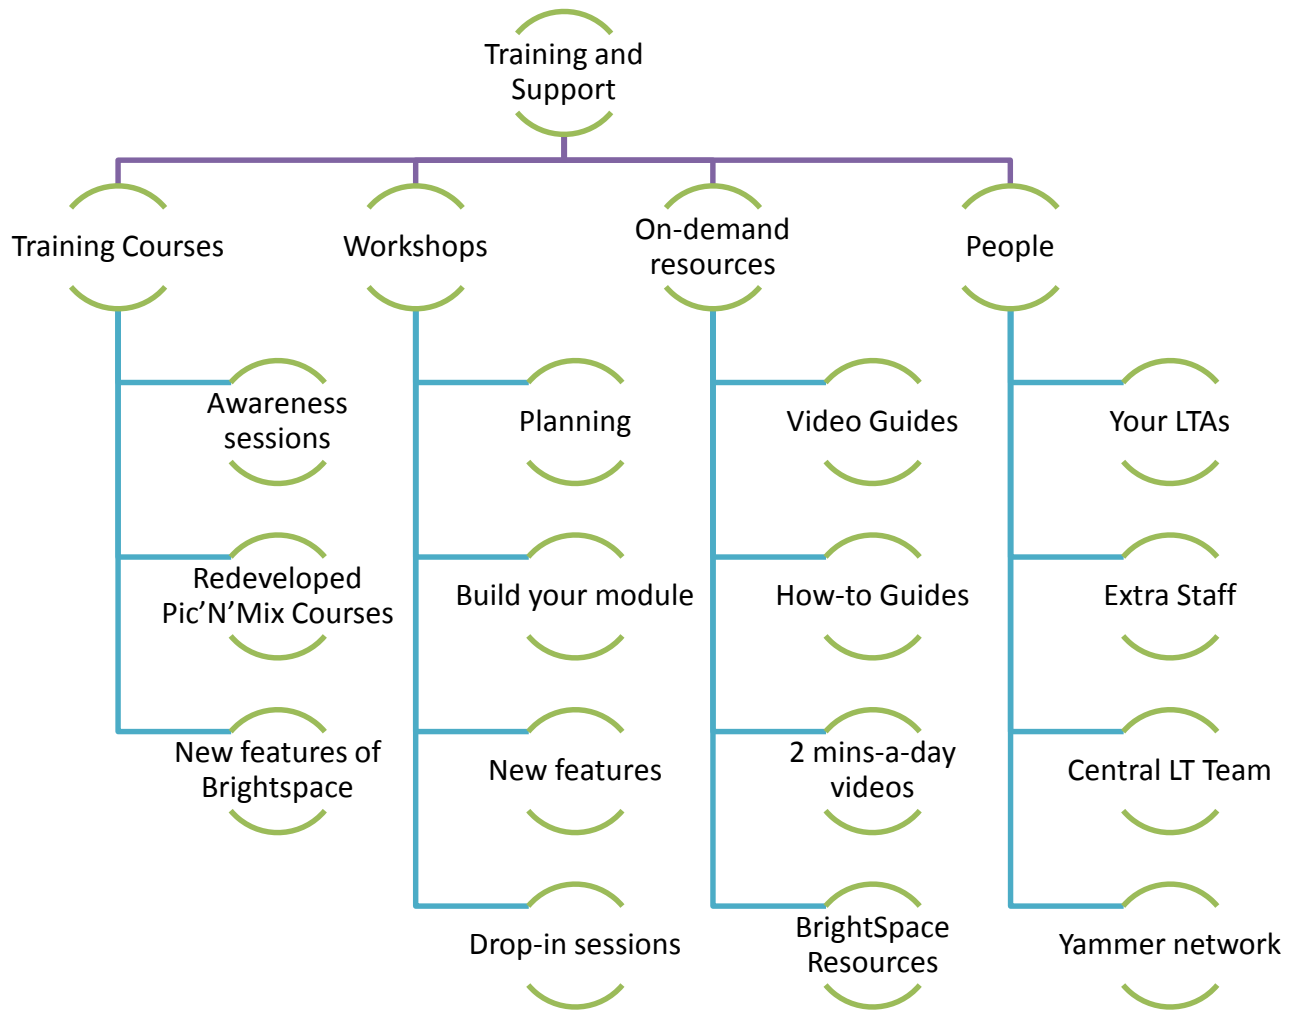 Training and
Support
Training Courses
Workshops
On-demand
resources
People
Awareness
sessions
Redeveloped
Pic’N’Mix Courses
New features of
Brightspace
Planning
Build your module
New features
Drop-in sessions
Video Guides
How-to Guides
2 mins-a-day
videos
BrightSpace
Resources
Your LTAs
Extra Staff
Central LT Team
Yammer network